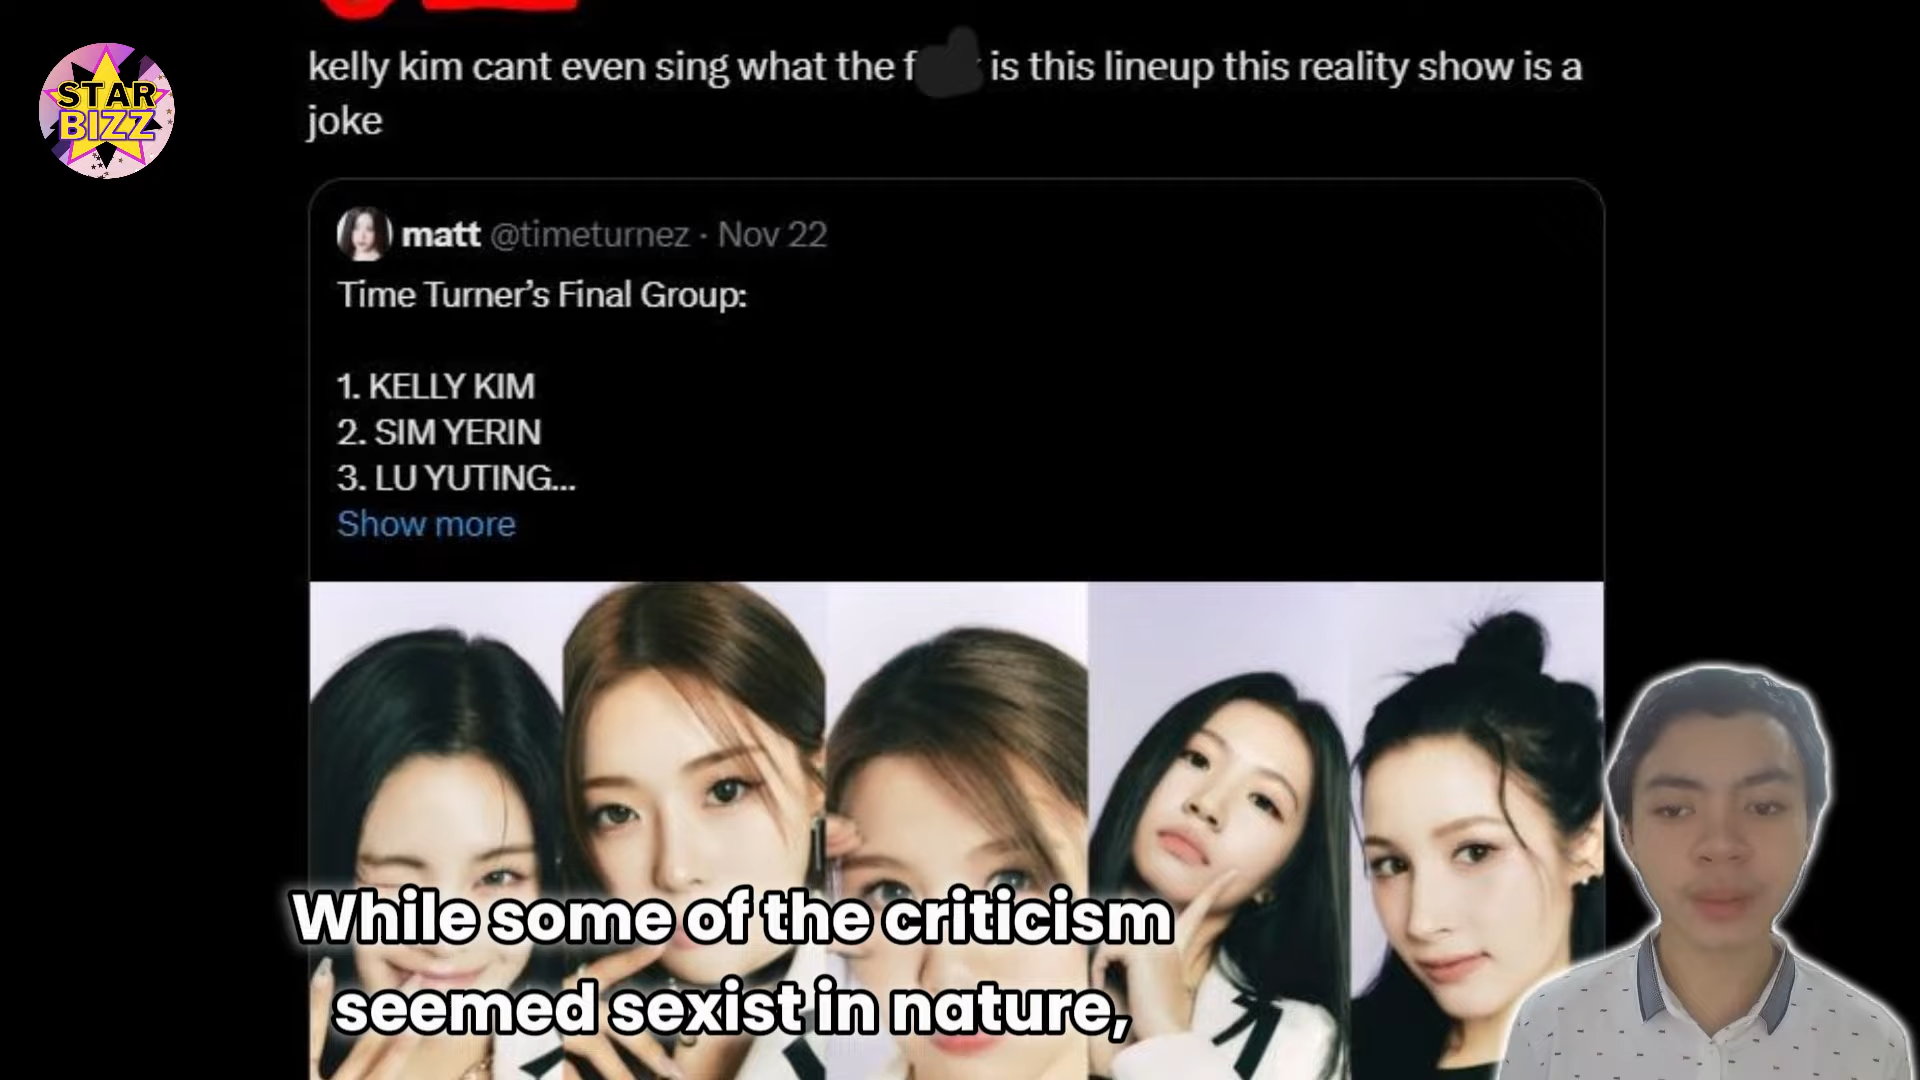 STAR
BIZZ
kelly kim cant even sing what the f is this lineup this reality show is a
joke
matt @timeturnez · Nov 22
Time Turner’s Final Group:
1. KELLY KIM
2. SIM YERIN
3. LU YUTING...
Show more
While some of the criticism
seemed sexist in nature,